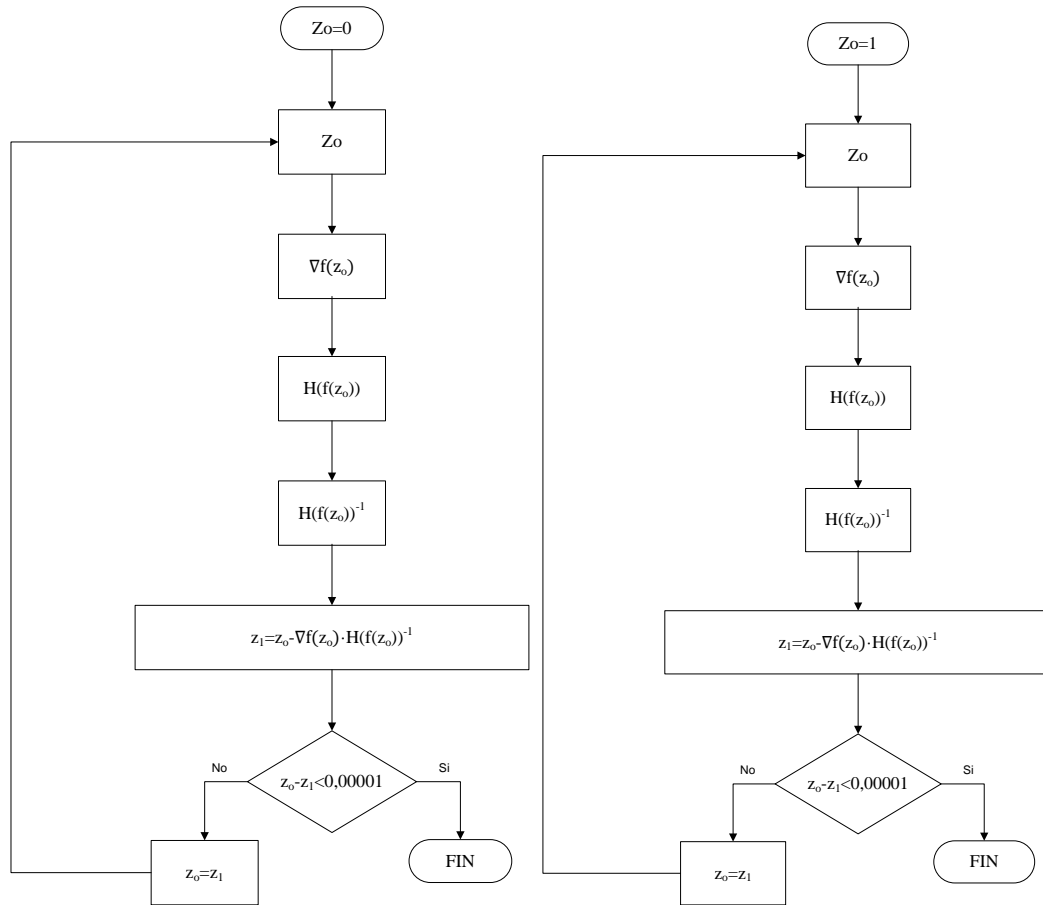 Zo=0
Zo
∇f(zₒ)
H(f(zₒ))
H(f(zₒ))⁻¹
z₁=zₒ-∇f(zₒ)·H(f(zₒ))⁻¹
zₒ-z₁<0,00001
No
Si
zₒ=z₁
FIN
Zo=1
Zo
∇f(zₒ)
H(f(zₒ))
H(f(zₒ))⁻¹
z₁=zₒ-∇f(zₒ)·H(f(zₒ))⁻¹
zₒ-z₁<0,00001
No
Si
zₒ=z₁
FIN